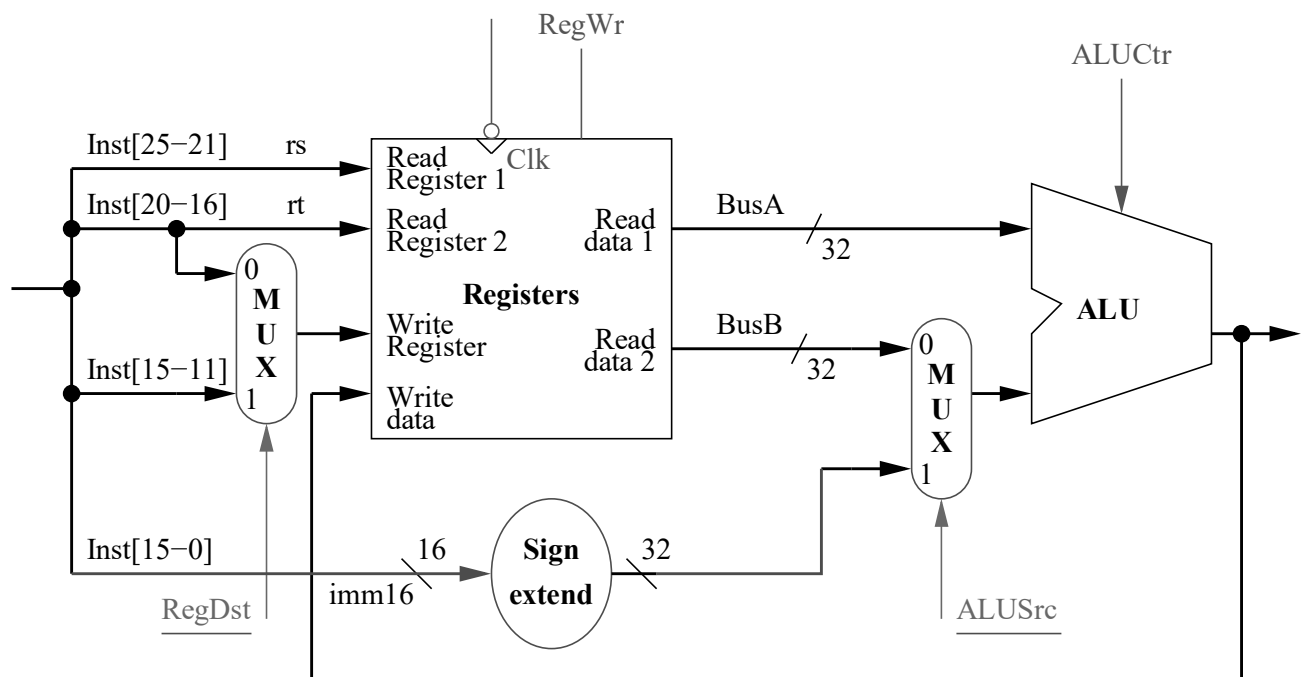 RegWr
ALUCtr
Inst[25−21] rs
Clk
Read
Register 1
Inst[20−16] rt
Read
Register 2
Read
data 1
BusA
32
0
M
U
X
1
Registers
ALU
Write
Register
Read
data 2
BusB
32
0
M
U
X
1
Inst[15−11]
Write
data
Inst[15−0]
16
imm16
Sign
extend
32
RegDst
ALUSrc